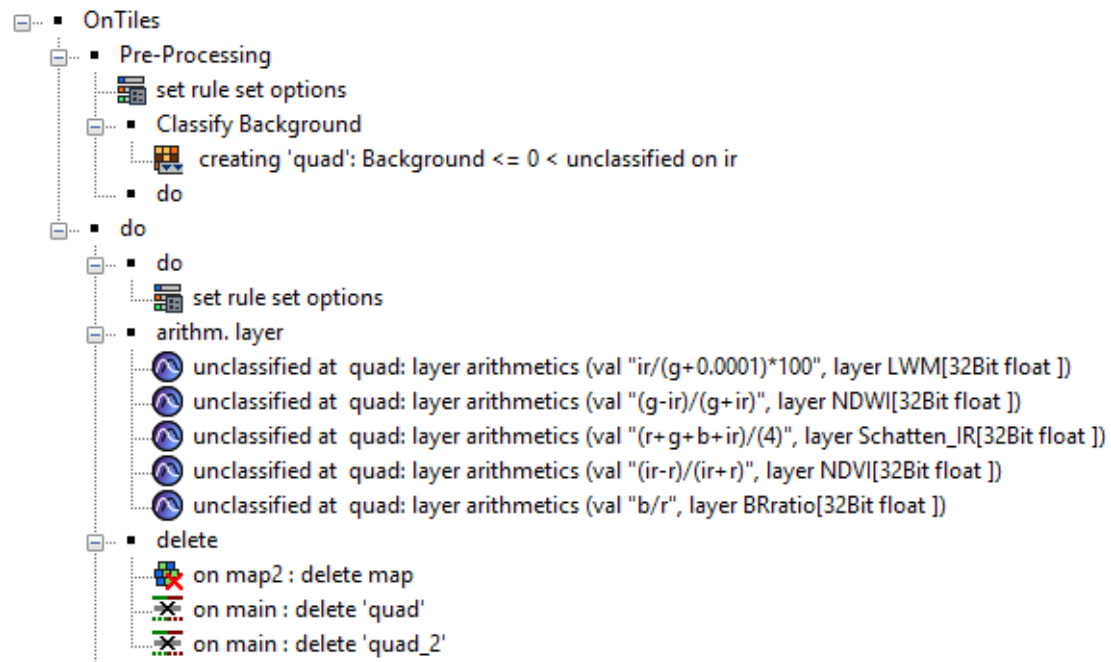 OnTiles
Pre-Processing
set rule set options
Classify Background
creating 'quad': Background <= 0 < unclassified on ir
do
do
do
set rule set options
arithm. layer
unclassified at  quad: layer arithmetics (val "ir/(g+0.0001)*100", layer LWM[32Bit float ])
unclassified at  quad: layer arithmetics (val "(g-ir)/(g+ir)", layer NDWI[32Bit float ])
unclassified at  quad: layer arithmetics (val "(r+g+b+ir)/(4)", layer Schatten_IR[32Bit float ])
unclassified at  quad: layer arithmetics (val "(ir-r)/(ir+r)", layer NDVI[32Bit float ])
unclassified at  quad: layer arithmetics (val "b/r", layer BRratio[32Bit float ])
delete
on map2 : delete map
on main : delete 'quad'
on main : delete 'quad_2'